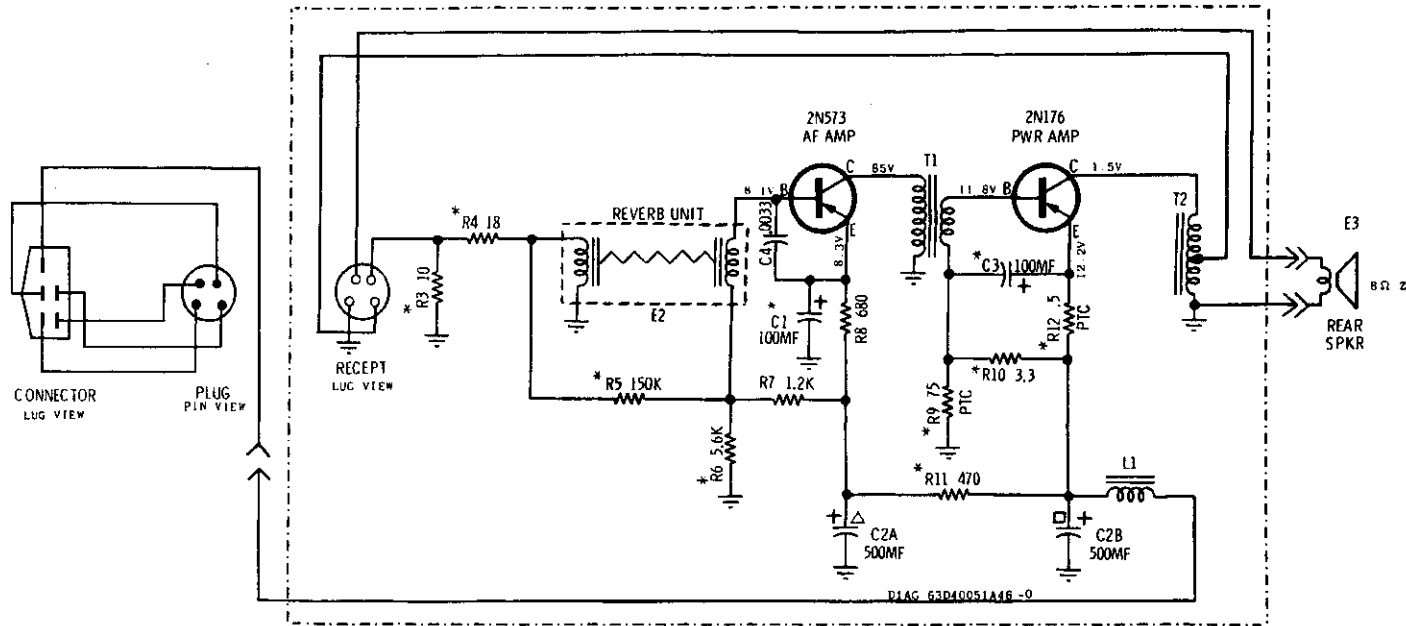 2N573
AF AMP
2N176
PWR AMP
C
85V
T1
11.8V
B
C
1.5V
T2
8.1V
B
E
8.3V
E
12.2V
REVERB UNIT
* R4 18
* R3 10
C4 .0033
* C3 100MF
+
E3
8Ω Z
REAR
SPKR
E2
* C1
100MF
+
R8 680
* R12 .5
PTC
* R10 3.3
* R9 75
PTC
RECEPT
LUG VIEW
CONNECTOR
LUG VIEW
PLUG
PIN VIEW
* R5 150K
R7 1.2K
* R6 5.6K
* R11 470
L1
+
C2A
500MF
+
C2B
500MF
DIAG 63D40051A46 -O